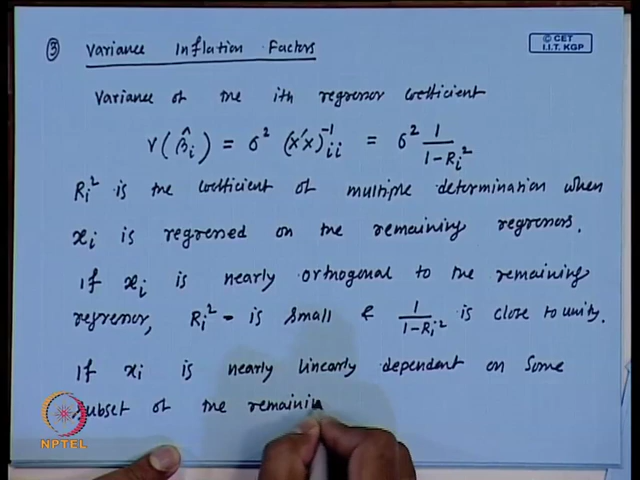 ③ Variance Inflation Factors
© CET
I.I.T. KGP
Variance of the ith regressor coefficient
V(β̂i) = σ² (X'X)⁻¹ii = σ² 1/(1-Ri²)
Ri² is the coefficient of multiple determination when
xi is regressed on the remaining regressors.
If xi is nearly orthogonal to the remaining
regressor, Ri² - is small & 1/(1-Ri²) is close to unity.
If xi is nearly linearly dependent on some
subset of the remainin
NPTEL